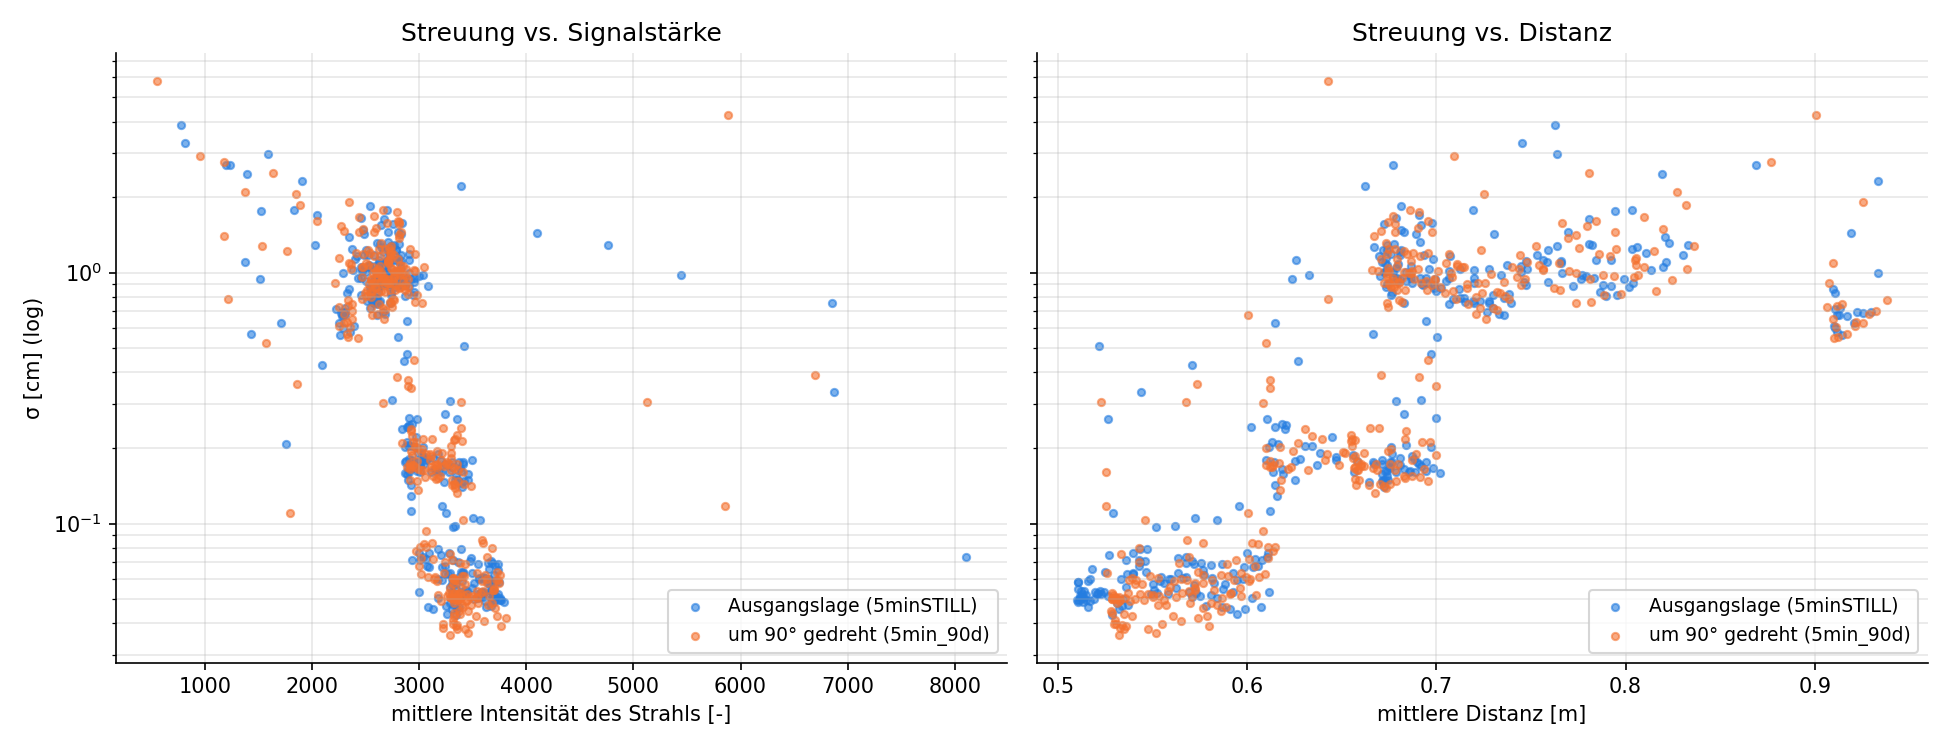 Streuung vs. Signalstärke
σ [cm] (log)
10⁰
10⁻¹
1000 2000 3000 4000 5000 6000 7000 8000
mittlere Intensität des Strahls [-]
Ausgangslage (5minSTILL)
um 90° gedreht (5min_90d)
Streuung vs. Distanz
0.5 0.6 0.7 0.8 0.9
mittlere Distanz [m]
Ausgangslage (5minSTILL)
um 90° gedreht (5min_90d)